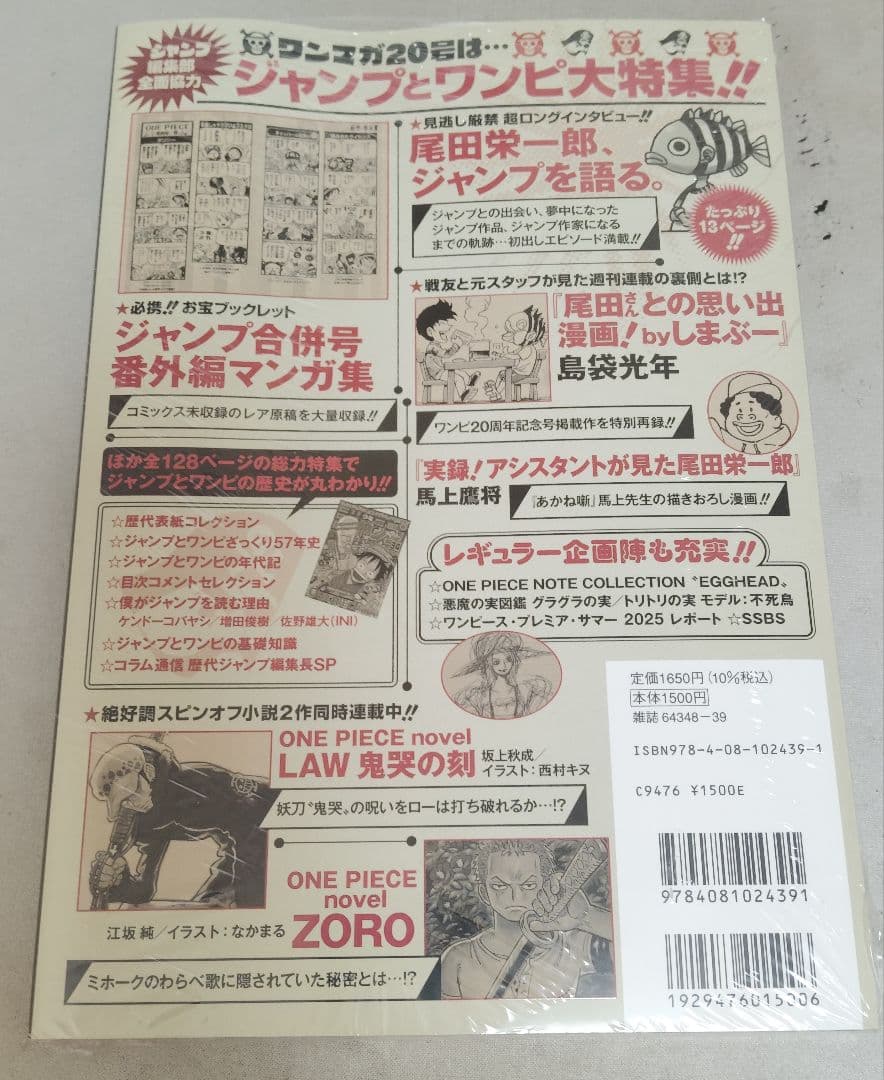 ジャンプ
編集部
全面協力
ワンマガ20号は…
ジャンプとワンピ大特集!!
ONE PIECE
★見逃し厳禁 超ロングインタビュー!!
尾田栄一郎、
ジャンプを語る。
ジャンプとの出会い、夢中になった
ジャンプ作品、ジャンプ作家になる
までの軌跡…初出しエピソード満載!!
たっぷり
13ページ
!!
★必携!! お宝ブックレット
ジャンプ合併号
番外編マンガ集
コミックス未収録のレア原稿を大量収録!!
★戦友と元スタッフが見た週刊連載の裏側とは!?
『尾田さんとの思い出
漫画!byしまぶー』
島袋光年
ワンピ20周年記念号掲載作を特別再録!!
『実録!アシスタントが見た尾田栄一郎』
馬上鷹将
『あかね噺』馬上先生の描きおろし漫画!!
ほか全128ページの総力特集で
ジャンプとワンピの歴史が丸わかり!!
☆歴代表紙コレクション
☆ジャンプとワンピざっくり57年史
☆ジャンプとワンピの年代記
☆目次コメントセレクション
☆僕がジャンプを読む理由
ケンドーコバヤシ/増田俊樹/佐野雄大(INI)
☆ジャンプとワンピの基礎知識
☆コラム通信 歴代ジャンプ編集長SP
レギュラー企画陣も充実!!
☆ONE PIECE NOTE COLLECTION〝EGGHEAD〟
☆悪魔の実図鑑 グラグラの実/トリトリの実 モデル:不死鳥
☆ワンピース・プレミア・サマー 2025 レポート ☆SSBS
★絶好調スピンオフ小説2作同時連載中!!
ONE PIECE novel
LAW 鬼哭の刻
坂上秋成/
イラスト:西村キヌ
妖刀〝鬼哭〟の呪いをローは打ち破れるか…!?
ONE PIECE
novel
ZORO
江坂 純/イラスト:なかまる
ミホークのわらべ歌に隠されていた秘密とは…!?
定価1650円(10%税込)
本体1500円
雑誌 64348-39
ISBN978-4-08-102439-1
C9476 ¥1500E
9784081024391
1929476015006